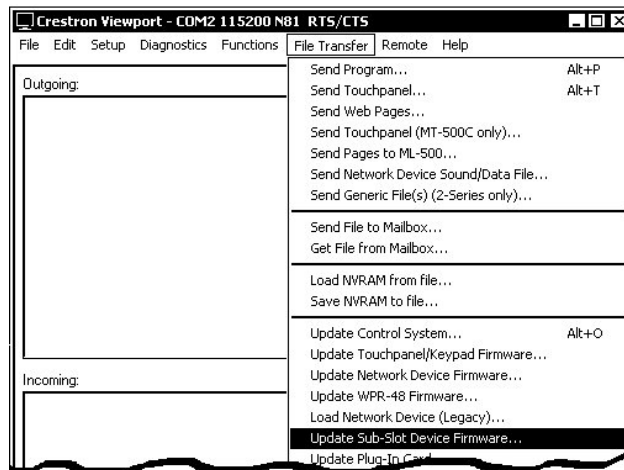 Crestron Viewport - COM2 115200 N81 RTS/CTS
File Edit Setup Diagnostics Functions File Transfer Remote Help
Outgoing:
Send Program... Alt+P
Send Touchpanel... Alt+T
Send Web Pages...
Send Touchpanel (MT-500C only)...
Send Pages to ML-500...
Send Network Device Sound/Data File...
Send Generic File(s) (2-Series only)...
Send File to Mailbox...
Get File from Mailbox...
Load NVRAM from file...
Save NVRAM to file...
Update Control System... Alt+O
Update Touchpanel/Keypad Firmware...
Incoming:
Update Network Device Firmware...
Update WPR-48 Firmware...
Load Network Device (Legacy)...
Update Sub-Slot Device Firmware...
Update Plug-In Card